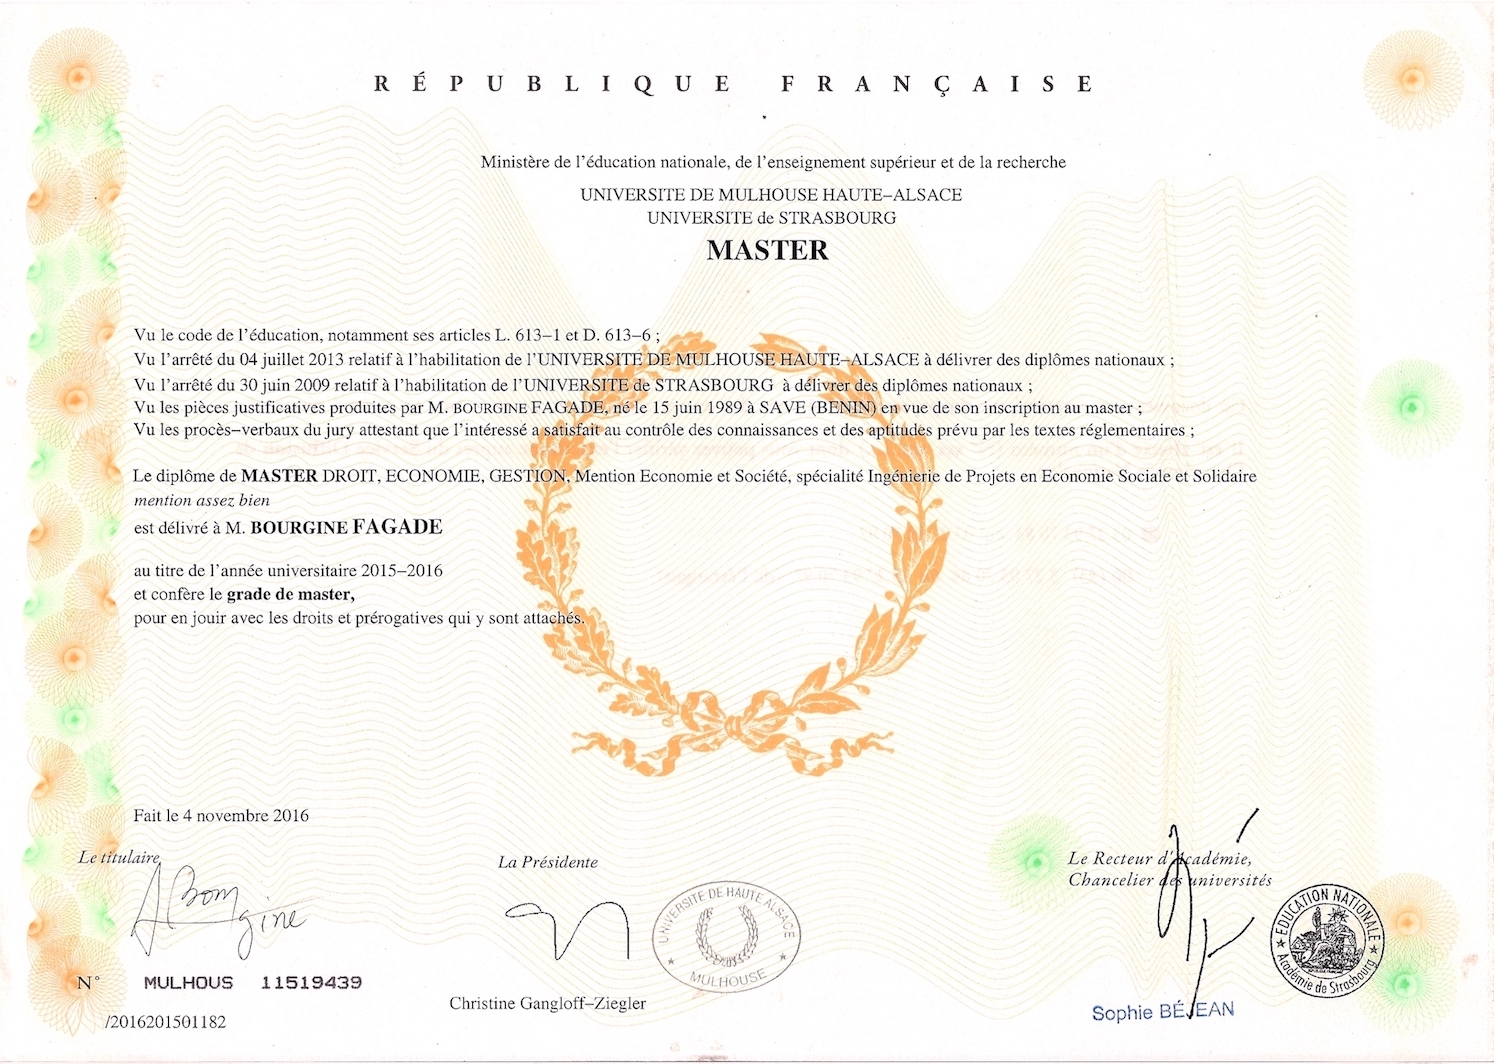 RÉPUBLIQUE FRANÇAISE
Ministère de l'éducation nationale, de l'enseignement supérieur et de la recherche
UNIVERSITE DE MULHOUSE HAUTE–ALSACE
UNIVERSITE de STRASBOURG
MASTER
Vu le code de l'éducation, notamment ses articles L. 613–1 et D. 613–6 ;
Vu l'arrêté du 04 juillet 2013 relatif à l'habilitation de l'UNIVERSITE DE MULHOUSE HAUTE–ALSACE à délivrer des diplômes nationaux ;
Vu l'arrêté du 30 juin 2009 relatif à l'habilitation de l'UNIVERSITE de STRASBOURG à délivrer des diplômes nationaux ;
Vu les pièces justificatives produites par M. BOURGINE FAGADE, né le 15 juin 1989 à SAVE (BENIN) en vue de son inscription au master ;
Vu les procès–verbaux du jury attestant que l'intéressé a satisfait au contrôle des connaissances et des aptitudes prévu par les textes réglementaires ;
Le diplôme de MASTER DROIT, ECONOMIE, GESTION, Mention Economie et Société, spécialité Ingénierie de Projets en Economie Sociale et Solidaire
mention assez bien
est délivré à M. BOURGINE FAGADE
au titre de l'année universitaire 2015–2016
et confère le grade de master,
pour en jouir avec les droits et prérogatives qui y sont attachés.
Fait le 4 novembre 2016
Le titulaire,
La Présidente
Le Recteur d'Académie,
Chancelier des universités
UNIVERSITE DE HAUTE ALSACE
MULHOUSE
EDUCATION NATIONALE
Académie de Strasbourg
N° MULHOUS 11519439
Christine Gangloff–Ziegler
Sophie BÉJEAN
/2016201501182